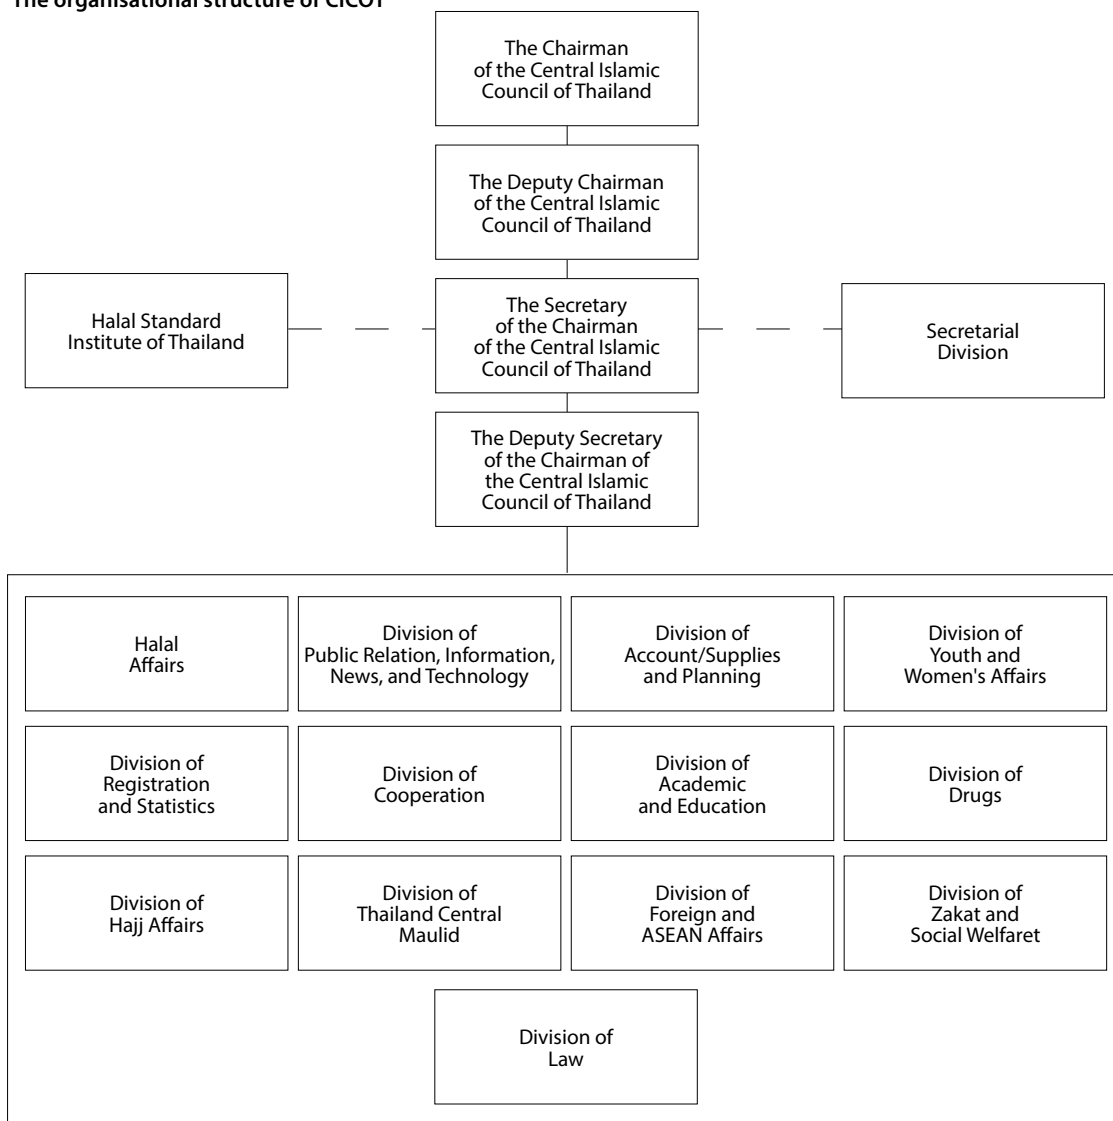 The organisational structure of CICOT
The Chairman
of the Central Islamic
Council of Thailand
The Deputy Chairman
of the Central Islamic
Council of Thailand
Halal Standard
Institute of Thailand
The Secretary
of the Chairman
of the Central Islamic
Council of Thailand
Secretarial
Division
The Deputy Secretary
of the Chairman of
the Central Islamic
Council of Thailand
Halal
Affairs
Division of
Public Relation, Information,
News, and Technology
Division of
Account/Supplies
and Planning
Division of
Youth and
Women's Affairs
Division of
Registration
and Statistics
Division of
Cooperation
Division of
Academic
and Education
Division of
Drugs
Division of
Hajj Affairs
Division of
Thailand Central
Maulid
Division of
Foreign and
ASEAN Affairs
Division of
Zakat and
Social Welfaret
Division of
Law